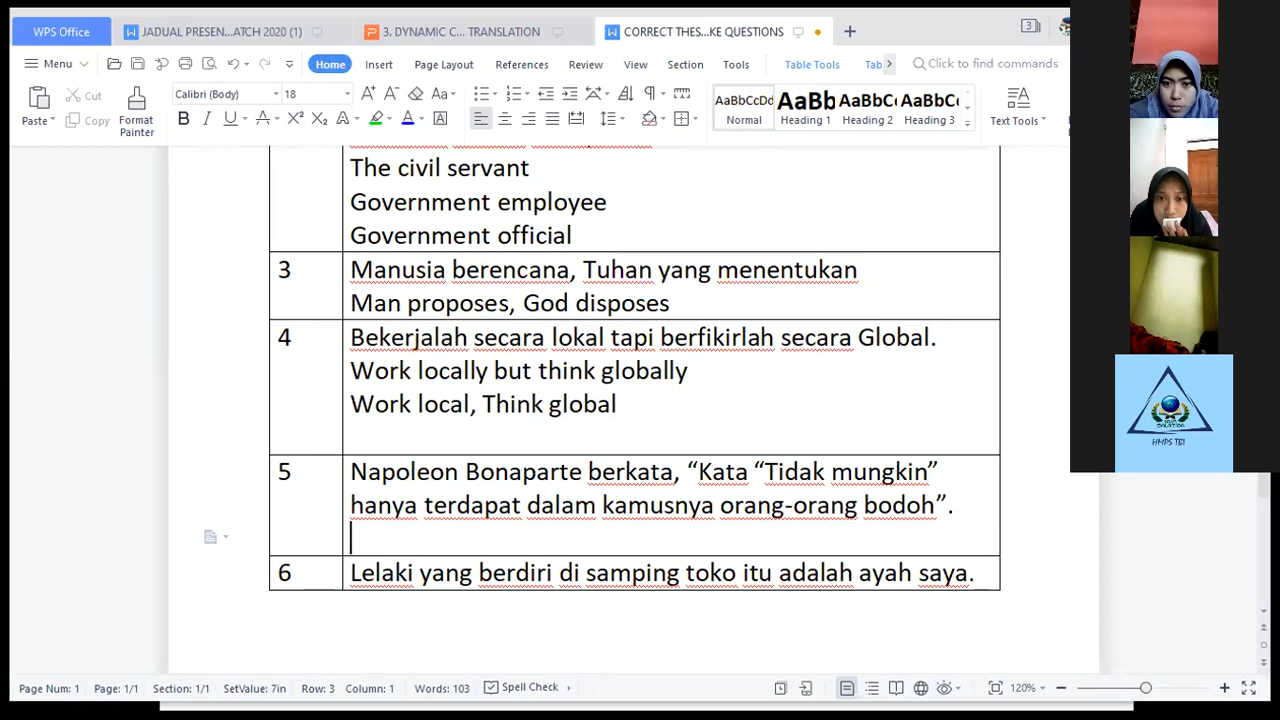 WPS Office
JADUAL PRESEN...ATCH 2020 (1)
3. DYNAMIC C... TRANSLATION
CORRECT THES...KE QUESTIONS
Menu
Home
Insert
Page Layout
References
Review
View
Section
Tools
Table Tools
Tab
Click to find commands
Paste
Cut
Copy
Format Painter
Calibri (Body)
18
AaBbCcDd
Normal
AaBb
Heading 1
AaBbC
Heading 2
AaBbC
Heading 3
Text Tools
The civil servant
Government employee
Government official
3 Manusia berencana, Tuhan yang menentukan
Man proposes, God disposes
4 Bekerjalah secara lokal tapi berfikirlah secara Global.
Work locally but think globally
Work local, Think global
5 Napoleon Bonaparte berkata, “Kata “Tidak mungkin”
hanya terdapat dalam kamusnya orang-orang bodoh”.
6 Lelaki yang berdiri di samping toko itu adalah ayah saya.
HMPS TBI
Page Num: 1 Page: 1/1 Section: 1/1 SetValue: 7in Row: 3 Column: 1 Words: 103 Spell Check 120%